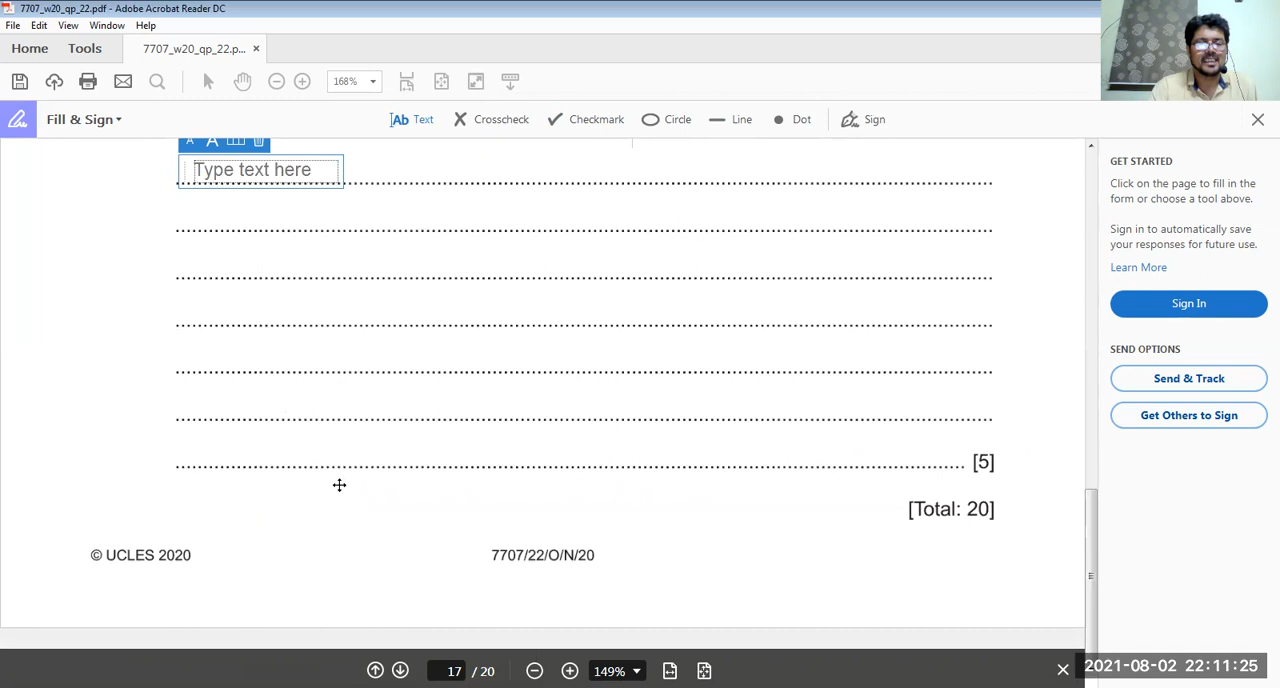 7707_w20_qp_22.pdf - Adobe Acrobat Reader DC
File Edit View Window Help
Home Tools 7707_w20_qp_22.p... ×
168%
Fill & Sign
Ab Text Crosscheck Checkmark Circle Line Dot Sign
A A
Type text here
[5]
[Total: 20]
© UCLES 2020 7707/22/O/N/20
GET STARTED
Click on the page to fill in the
form or choose a tool above.
Sign in to automatically save
your responses for future use.
Learn More
Sign In
SEND OPTIONS
Send & Track
Get Others to Sign
17 / 20 149%
2021-08-02 22:11:25